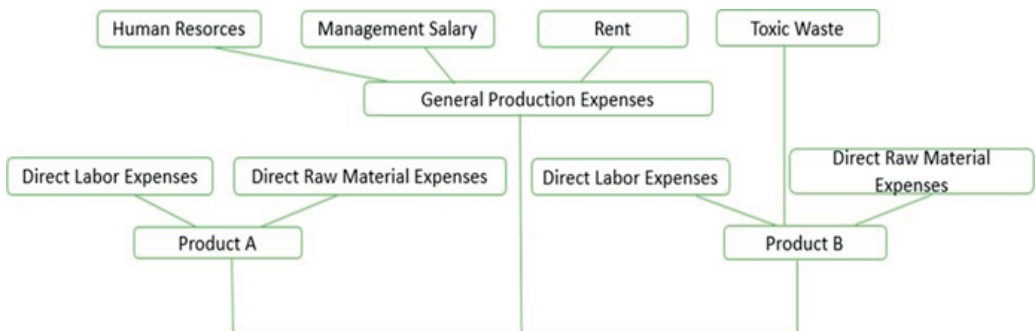 Human Resorces
Management Salary
Rent
Toxic Waste
General Production Expenses
Direct Labor Expenses
Direct Raw Material Expenses
Direct Labor Expenses
Direct Raw Material
Expenses
Product A
Product B